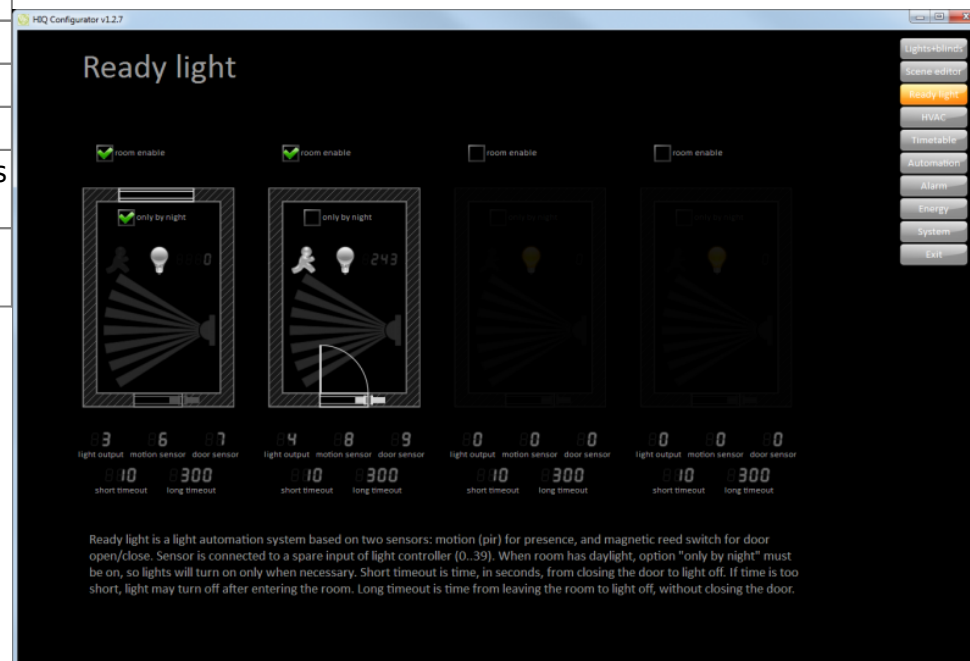 HIQ Configurator v1.2.7
Ready light
Lights+blinds
Scene editor
Ready light
HVAC
Timetable
Automation
Alarm
Energy
System
Exit
s
room enable room enable room enable room enable
only by night only by night only by night only by night
0 243
3 6 7 4 8 9 0 0 0 0 0 0
light output motion sensor door sensor light output motion sensor door sensor light output motion sensor door sensor light output motion sensor door sensor
10 300 10 300 10 300 10 300
short timeout long timeout short timeout long timeout short timeout long timeout short timeout long timeout
Ready light is a light automation system based on two sensors: motion (pir) for presence, and magnetic reed switch for door
open/close. Sensor is connected to a spare input of light controller (0..39). When room has daylight, option "only by night" must
be on, so lights will turn on only when necessary. Short timeout is time, in seconds, from closing the door to light off. If time is too
short, light may turn off after entering the room. Long timeout is time from leaving the room to light off, without closing the door.